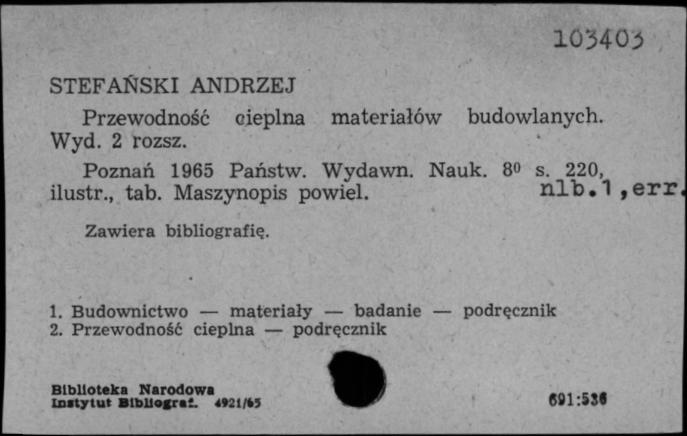 103403
STEFAŃSKI ANDRZEJ
Przewodność cieplna materiałów budowlanych.
Wyd. 2 rozsz.
Poznań 1965 Państw. Wydawn. Nauk. 8⁰ s. 220,
ilustr., tab. Maszynopis powiel. nlb.1,err.
Zawiera bibliografię.
1. Budownictwo — materiały — badanie — podręcznik
2. Przewodność cieplna — podręcznik
Biblioteka Narodowa
Instytut Bibliograf. 4921/65 691:536